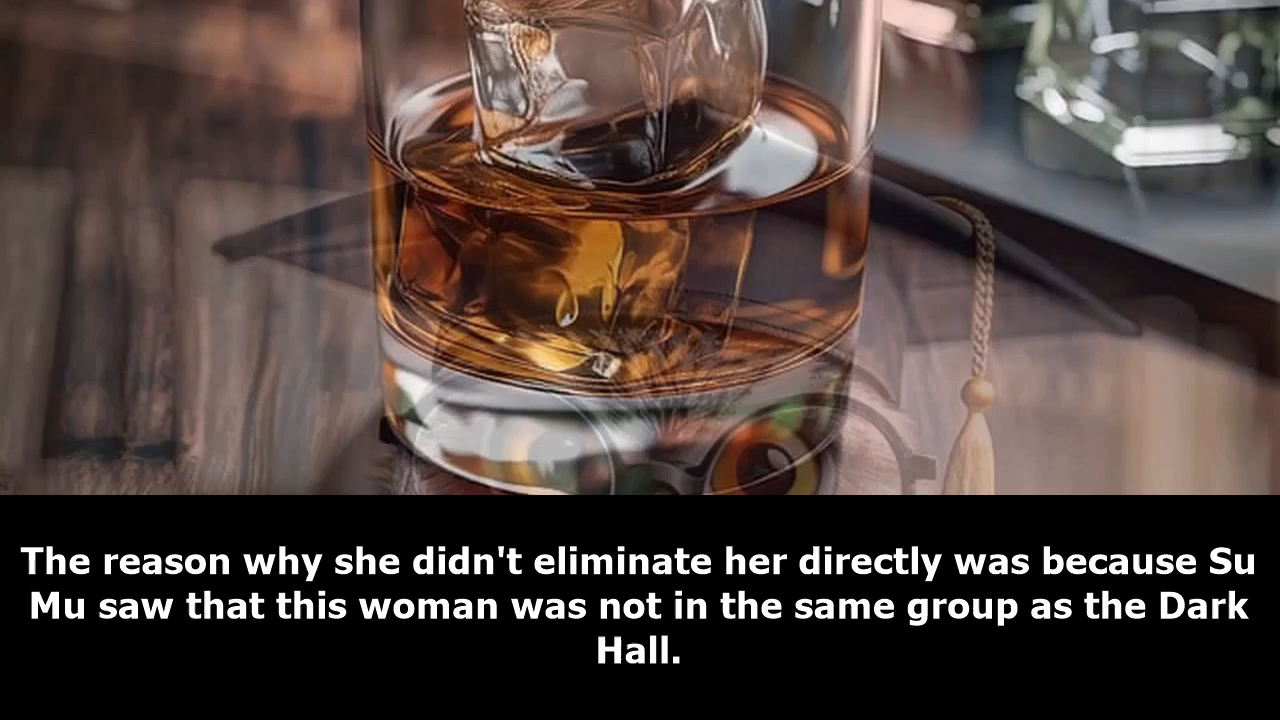 The reason why she didn't eliminate her directly was because Su
Mu saw that this woman was not in the same group as the Dark
Hall.